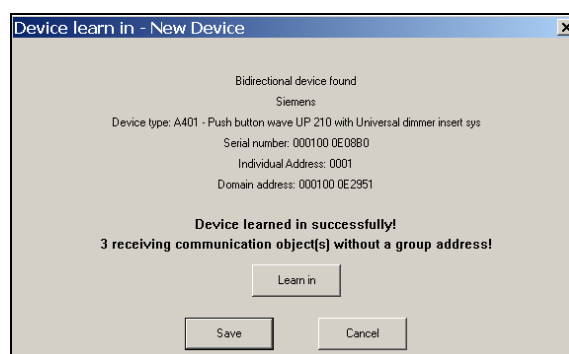 Device learn in - New Device
Bidirectional device found
Siemens
Device type: A401 - Push button wave UP 210 with Universal dimmer insert sys
Serial number: 000100 0E08B0
Individual Address: 0001
Domain address: 000100 0E2951
Device learned in successfully!
3 receiving communication object(s) without a group address!
Learn in
Save
Cancel